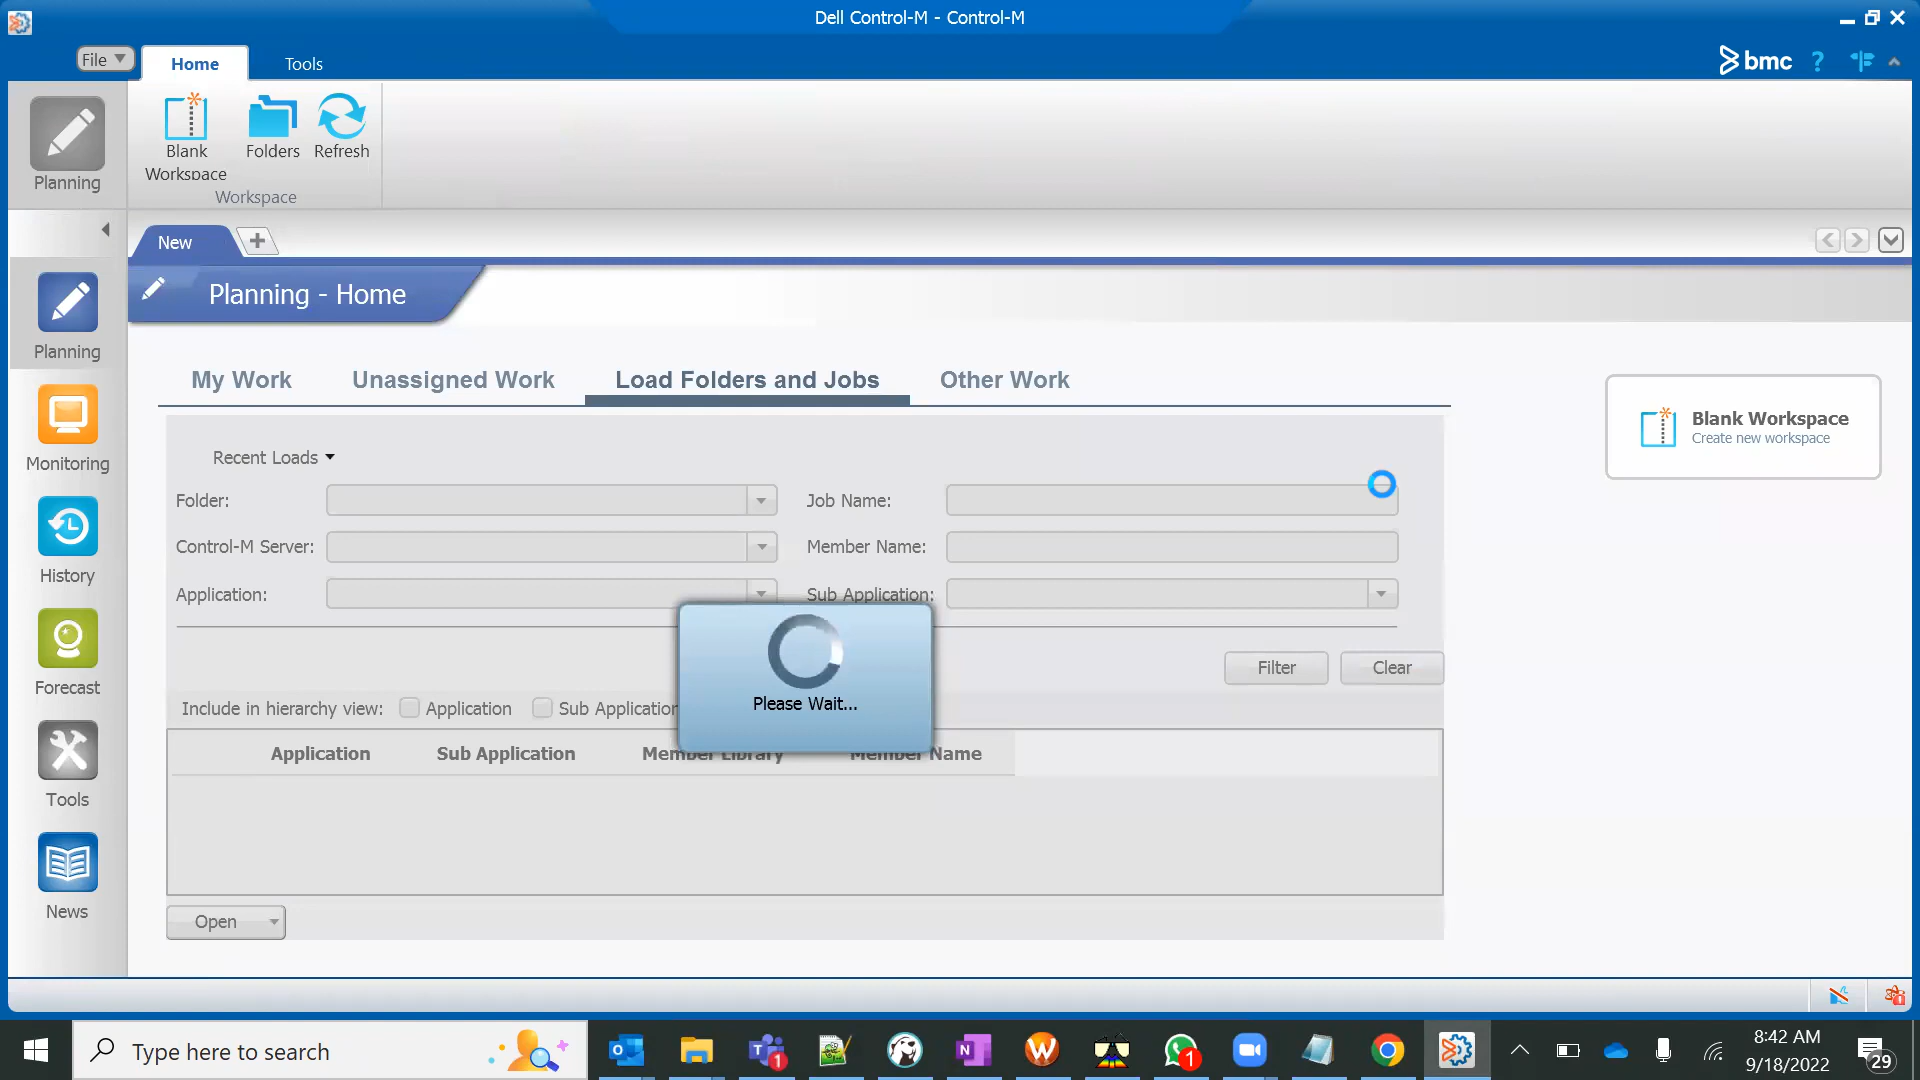 Dell Control-M - Control-M
File
Home
Tools
bmc
?
Planning
Blank
Workspace
Folders
Refresh
Workspace
New
Planning - Home
Planning
Monitoring
History
Forecast
Tools
News
My Work
Unassigned Work
Load Folders and Jobs
Other Work
Blank Workspace
Create new workspace
Recent Loads
Folder:
Job Name:
Control-M Server:
Member Name:
Application:
Sub Application:
Filter
Clear
Please Wait...
Include in hierarchy view:
Application
Sub Application
Application
Sub Application
Member Library
Member Name
Open
Type here to search
1
1
8:42 AM
9/18/2022
29